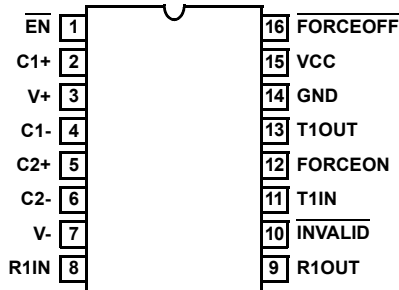 EN 1 16 FORCEOFF
C1+ 2 15 VCC
V+ 3 14 GND
C1- 4 13 T1OUT
C2+ 5 12 FORCEON
C2- 6 11 T1IN
V- 7 10 INVALID
R1IN 8 9 R1OUT